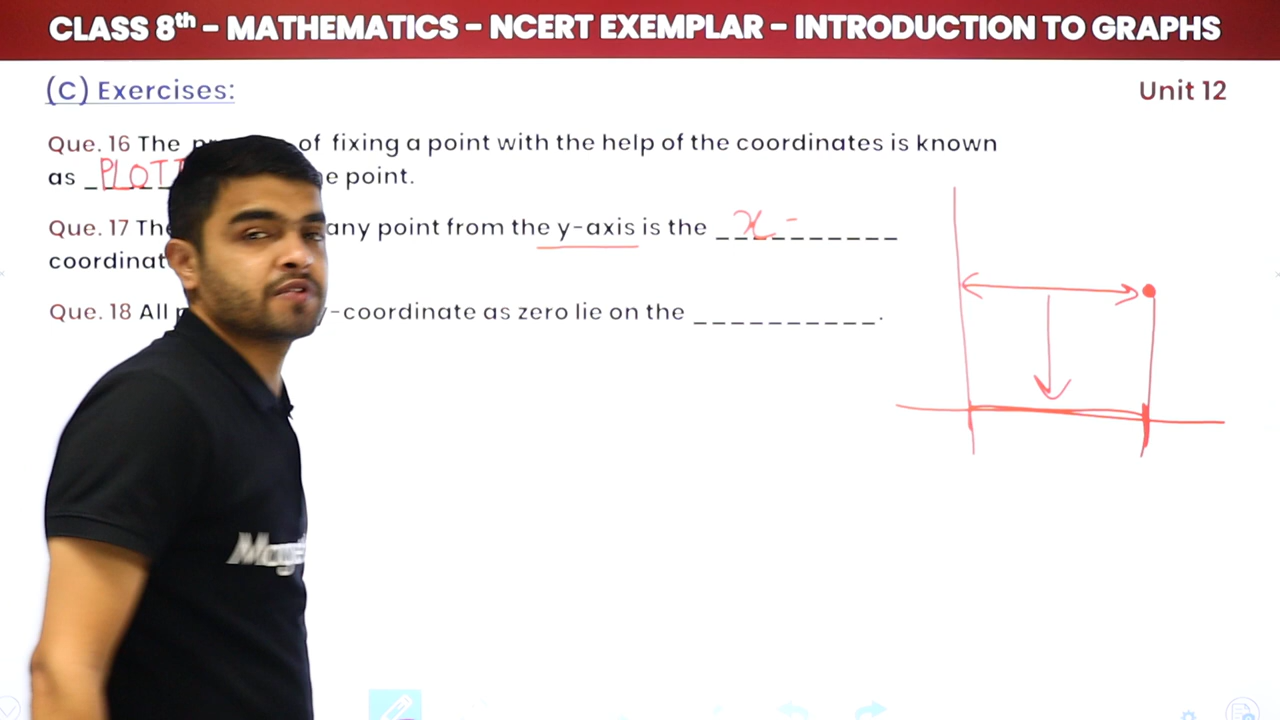 CLASS 8th – MATHEMATICS – NCERT EXEMPLAR – INTRODUCTION TO GRAPHS
(C) Exercises: Unit 12
Que. 16 The of fixing a point with the help of the coordinates is known
as PLOT point.
Que. 17 any point from the y-axis is the x -
Que. 18 All y-coordinate as zero lie on the __________.